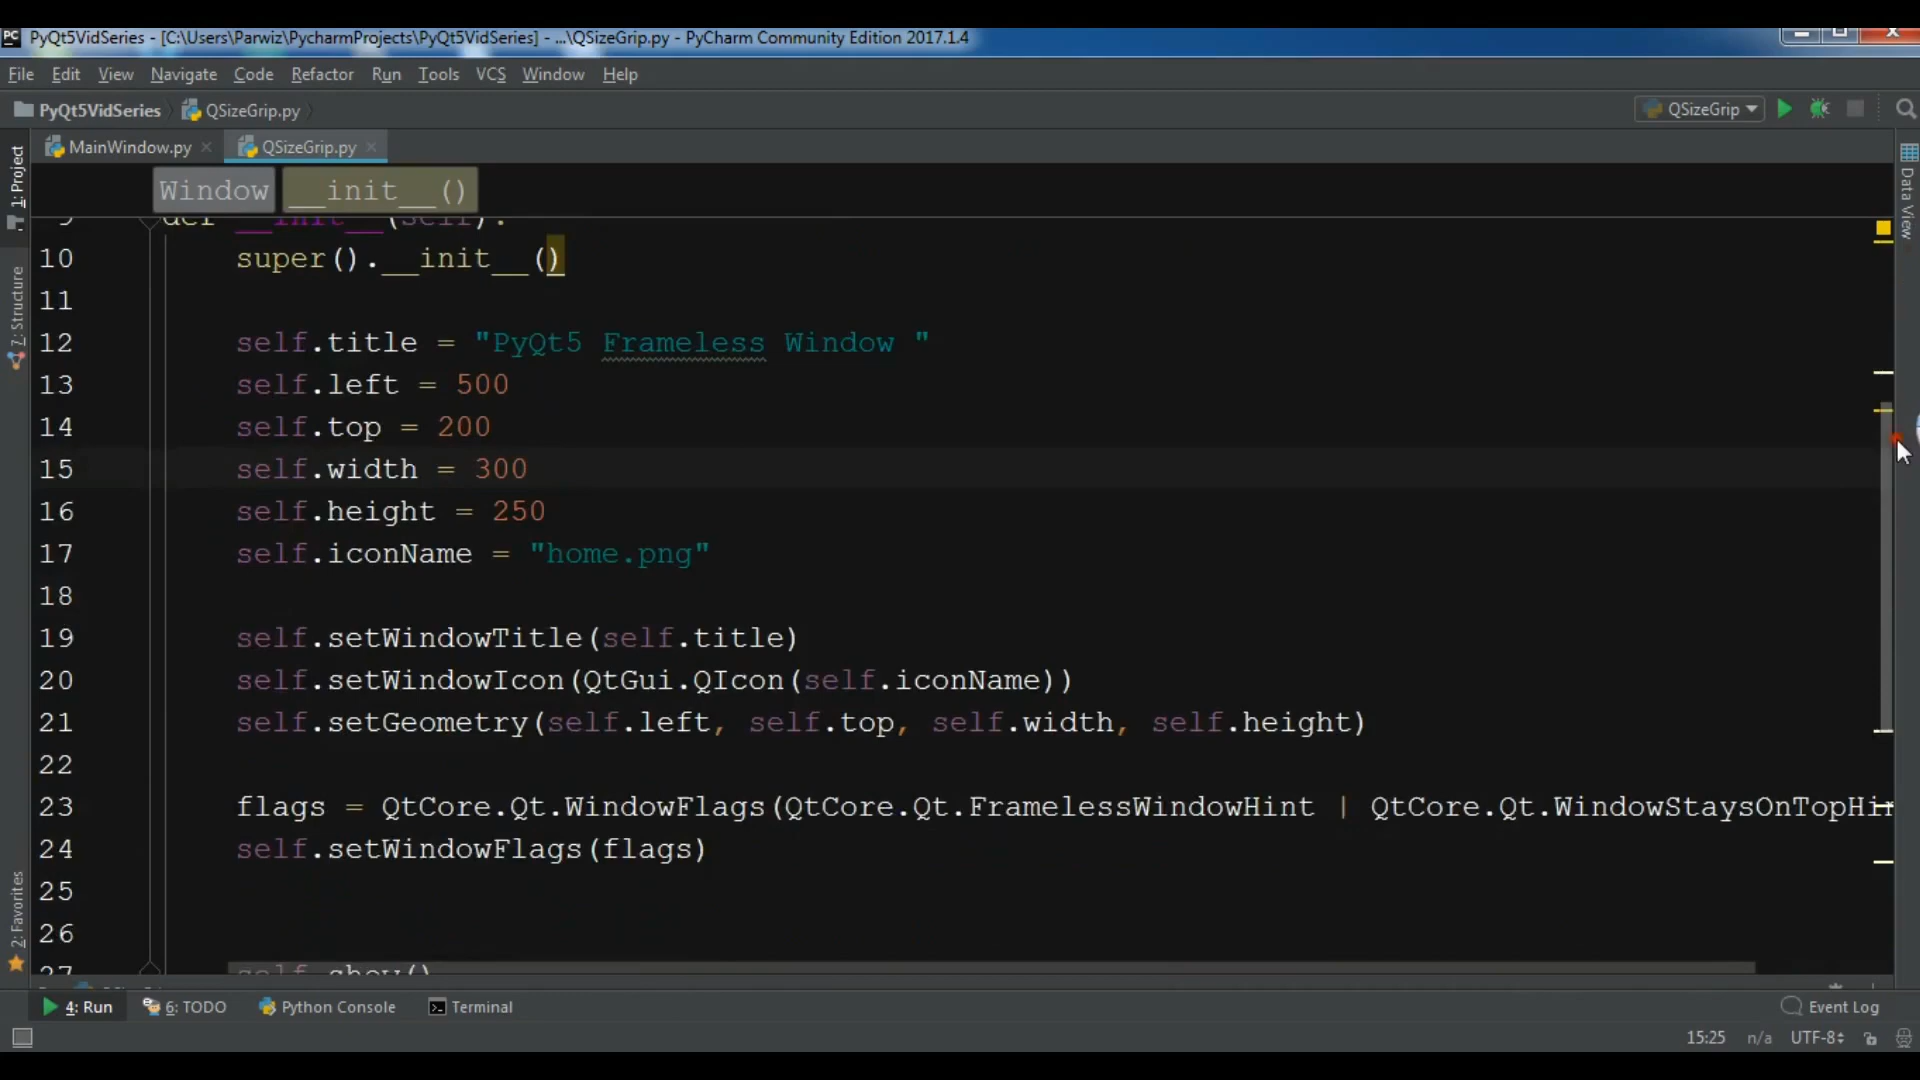 PC PyQt5VidSeries - [C:\Users\Parwiz\PycharmProjects\PyQt5VidSeries] - ...\QSizeGrip.py - PyCharm Community Edition 2017.1.4
File Edit View Navigate Code Refactor Run Tools VCS Window Help
PyQt5VidSeries QSizeGrip.py QSizeGrip
MainWindow.py QSizeGrip.py
Window __init__()
1: Project
7: Structure
2: Favorites
Data View
9 def __init__(self):
10 super().__init__()
11
12 self.title = "PyQt5 Frameless Window "
13 self.left = 500
14 self.top = 200
15 self.width = 300
16 self.height = 250
17 self.iconName = "home.png"
18
19 self.setWindowTitle(self.title)
20 self.setWindowIcon(QtGui.QIcon(self.iconName))
21 self.setGeometry(self.left, self.top, self.width, self.height)
22
23 flags = QtCore.Qt.WindowFlags(QtCore.Qt.FramelessWindowHint | QtCore.Qt.WindowStaysOnTopHin
24 self.setWindowFlags(flags)
25
26
27 self.show()
4: Run 6: TODO Python Console Terminal Event Log
15:25 n/a UTF-8